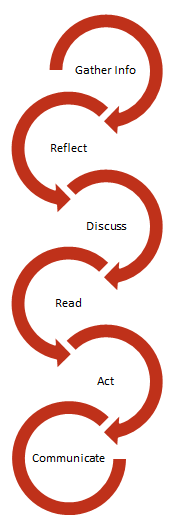 Gather Info
Reflect
Discuss
Read
Act
Communicate